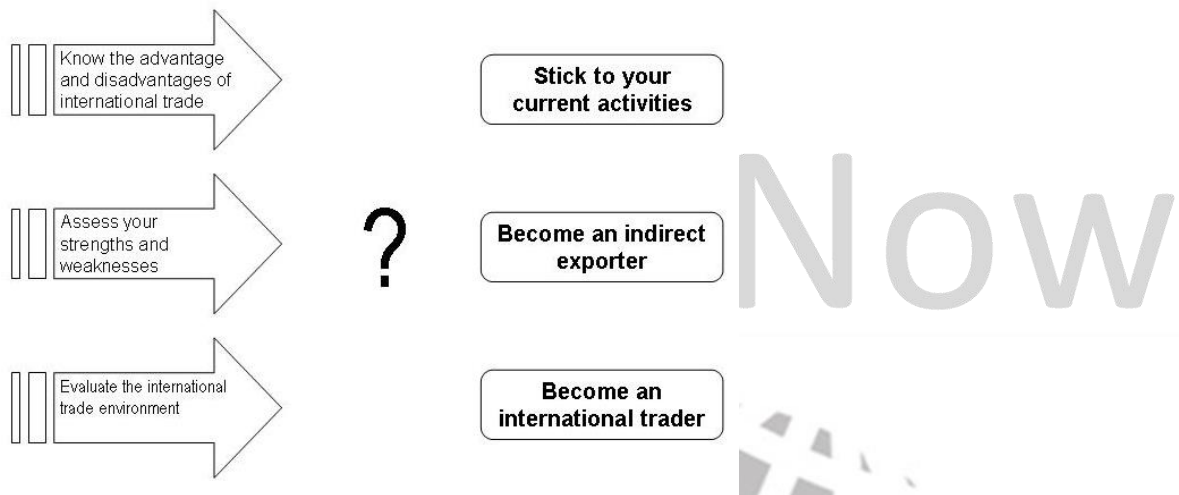 Know the advantage
and disadvantages of
international trade
Stick to your
current activities
Assess your
strengths and
weaknesses
?
Become an indirect
exporter
Now
Evaluate the international
trade environment
Become an
international trader